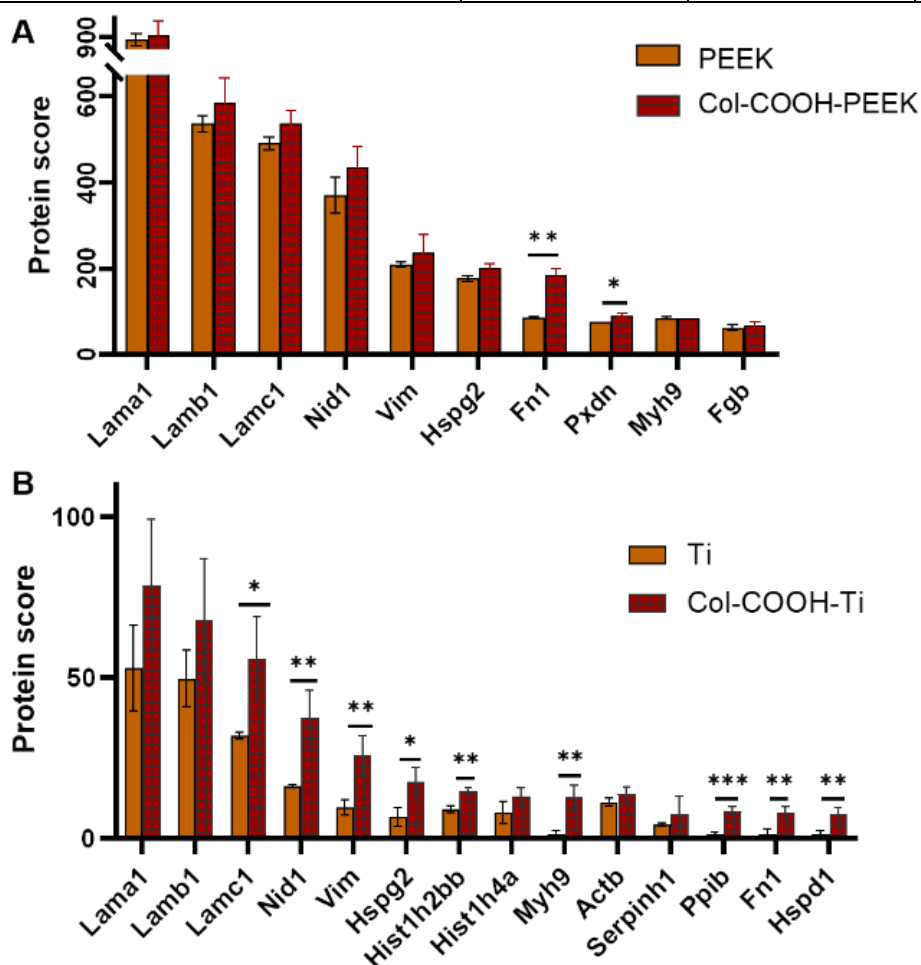 A
PEEK
Col-COOH-PEEK
Protein score
900
600
400
200
0
** *
Lama1 Lamb1 Lamc1 Nid1 Vim Hspg2 Fn1 Pxdn Myh9 Fgb
B
Ti
Col-COOH-Ti
Protein score
100
50
0
* ** ** * ** ** *** ** **
Lama1 Lamb1 Lamc1 Nid1 Vim Hspg2 Hist1h2bb Hist1h4a Myh9 Actb Serpinh1 Ppib Fn1 Hspd1